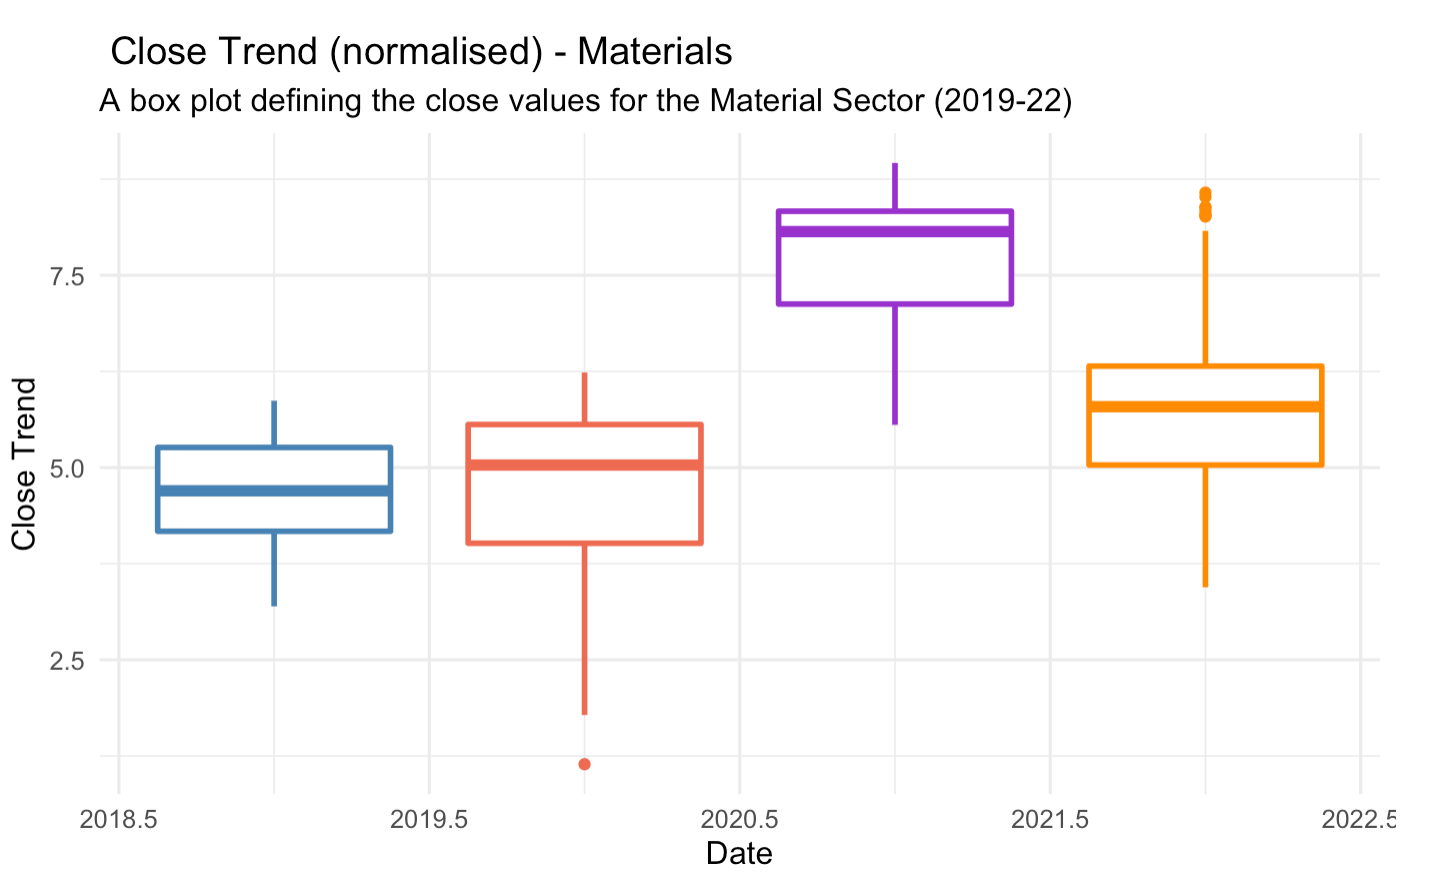 Close Trend (normalised) - Materials
A box plot defining the close values for the Material Sector (2019-22)
Close Trend
7.5
5.0
2.5
2018.5
2019.5
2020.5
2021.5
2022.5
Date